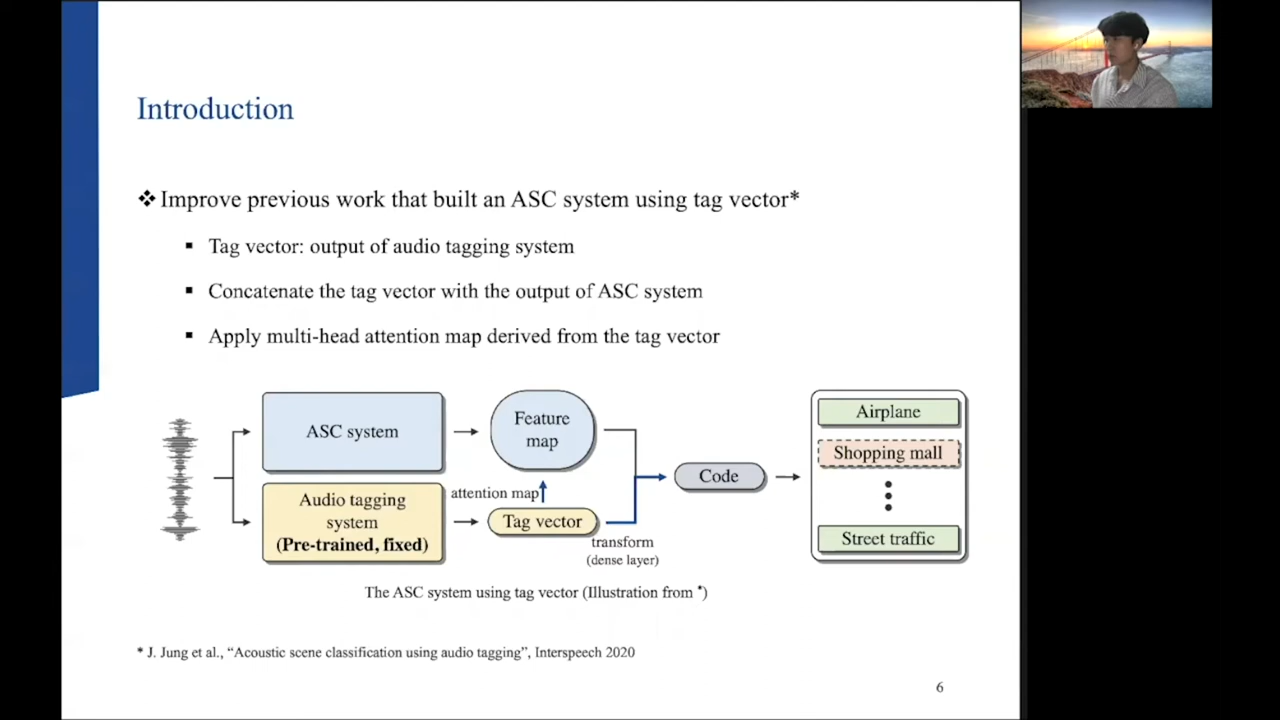 Introduction
❖ Improve previous work that built an ASC system using tag vector*
▪ Tag vector: output of audio tagging system
▪ Concatenate the tag vector with the output of ASC system
▪ Apply multi-head attention map derived from the tag vector
ASC system
Feature
map
Audio tagging
system
(Pre-trained, fixed)
attention map
Tag vector
transform
(dense layer)
Code
Airplane
Shopping mall
Street traffic
The ASC system using tag vector (Illustration from *)
* J. Jung et al., “Acoustic scene classification using audio tagging”, Interspeech 2020
6